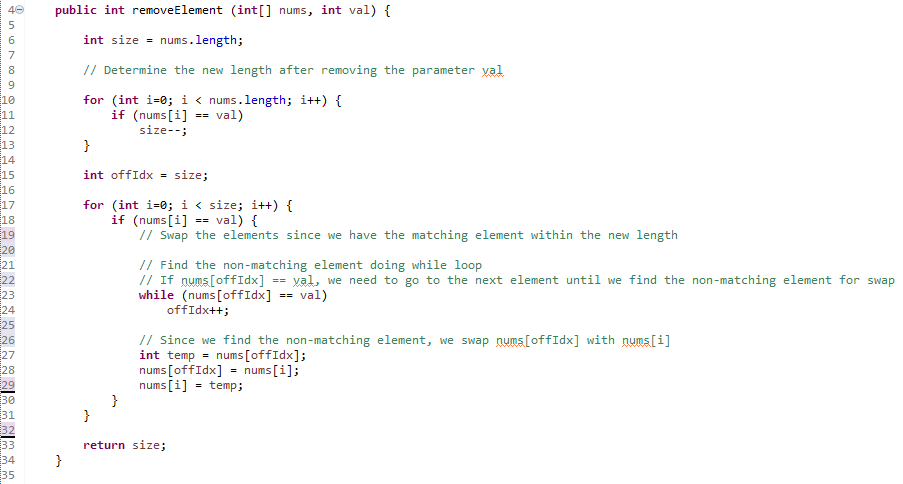 4 public int removeElement (int[] nums, int val) {
5
6 int size = nums.length;
7
8 // Determine the new length after removing the parameter val
9
10 for (int i=0; i < nums.length; i++) {
11 if (nums[i] == val)
12 size--;
13 }
14
15 int offIdx = size;
16
17 for (int i=0; i < size; i++) {
18 if (nums[i] == val) {
19 // Swap the elements since we have the matching element within the new length
20
21 // Find the non-matching element doing while loop
22 // If nums[offIdx] == val, we need to go to the next element until we find the non-matching element for swap
23 while (nums[offIdx] == val)
24 offIdx++;
25
26 // Since we find the non-matching element, we swap nums[offIdx] with nums[i]
27 int temp = nums[offIdx];
28 nums[offIdx] = nums[i];
29 nums[i] = temp;
30 }
31 }
32
33 return size;
34 }
35